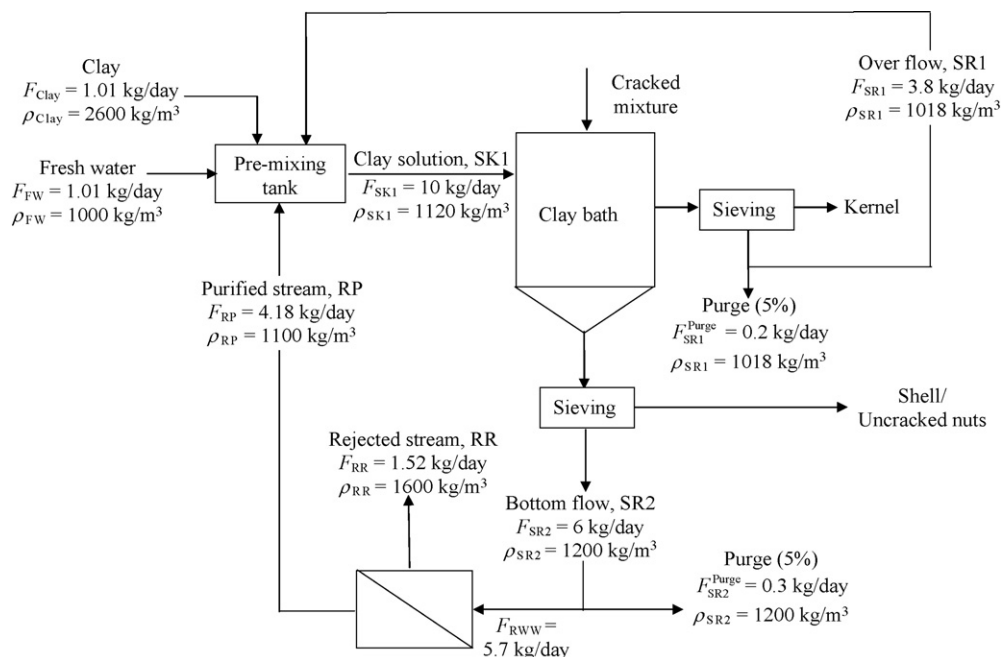 Clay
F_Clay = 1.01 kg/day
ρ_Clay = 2600 kg/m³
Fresh water
F_FW = 1.01 kg/day
ρ_FW = 1000 kg/m³
Pre-mixing
tank
Clay solution, SK1
F_SK1 = 10 kg/day
ρ_SK1 = 1120 kg/m³
Cracked
mixture
Clay bath
Sieving
Kernel
Over flow, SR1
F_SR1 = 3.8 kg/day
ρ_SR1 = 1018 kg/m³
Purge (5%)
F_SR1^Purge = 0.2 kg/day
ρ_SR1 = 1018 kg/m³
Purified stream, RP
F_RP = 4.18 kg/day
ρ_RP = 1100 kg/m³
Sieving
Shell/
Uncracked nuts
Rejected stream, RR
F_RR = 1.52 kg/day
ρ_RR = 1600 kg/m³
Bottom flow, SR2
F_SR2 = 6 kg/day
ρ_SR2 = 1200 kg/m³
Purge (5%)
F_SR2^Purge = 0.3 kg/day
ρ_SR2 = 1200 kg/m³
F_RWW =
5.7 kg/day